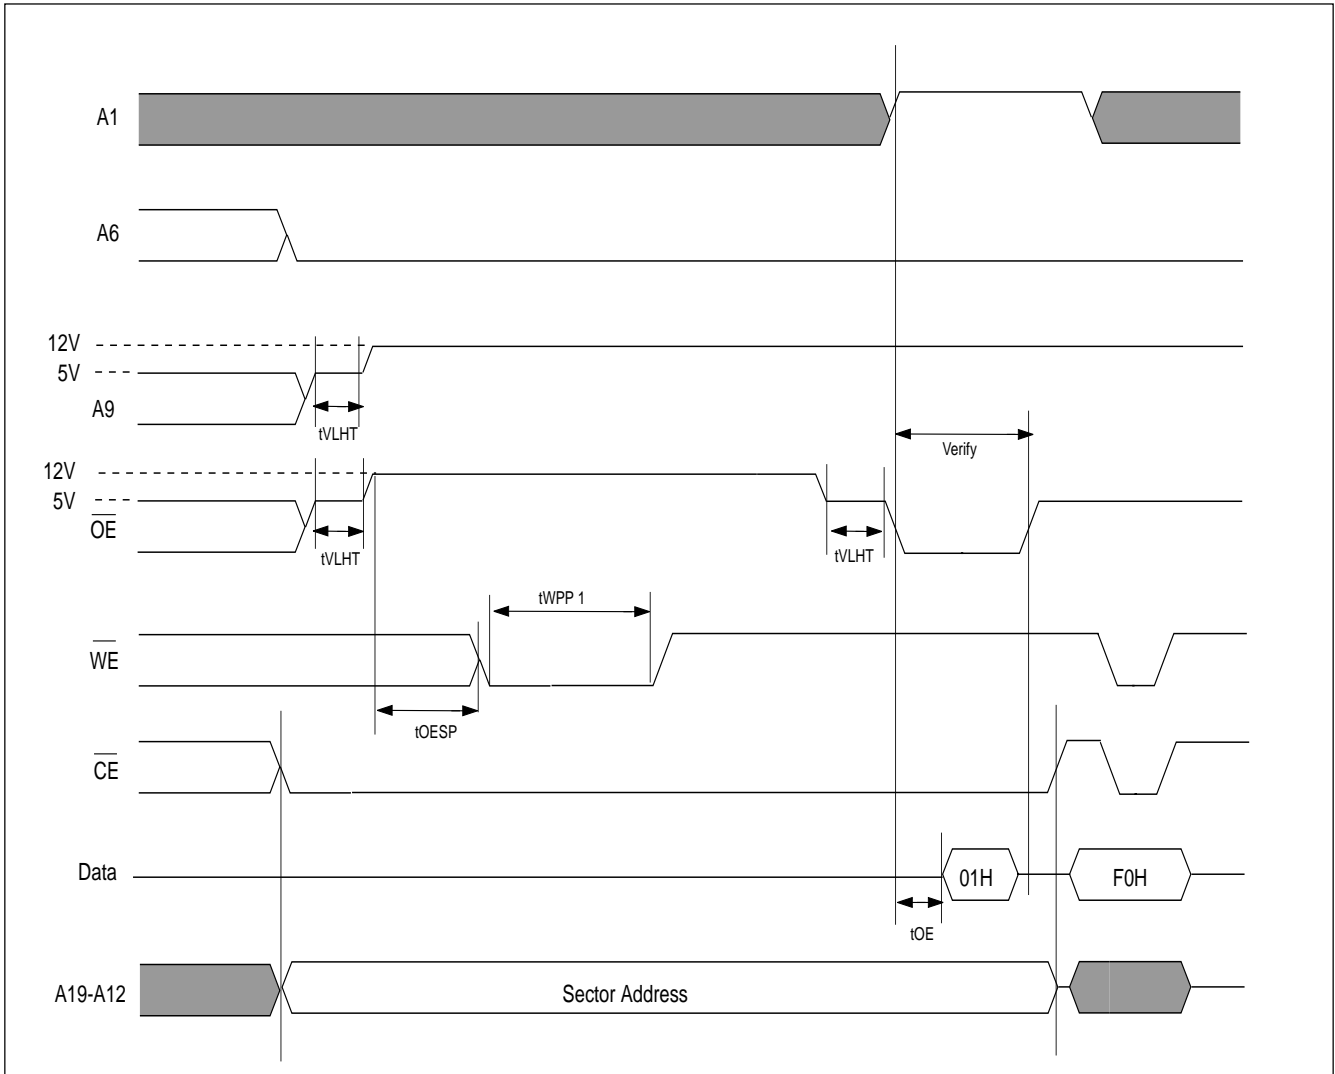 A1
A6
12V
5V
A9
tVLHT
Verify
12V
5V
OE
tVLHT
tVLHT
tWPP 1
WE
tOESP
CE
Data
01H
F0H
tOE
A19-A12
Sector Address